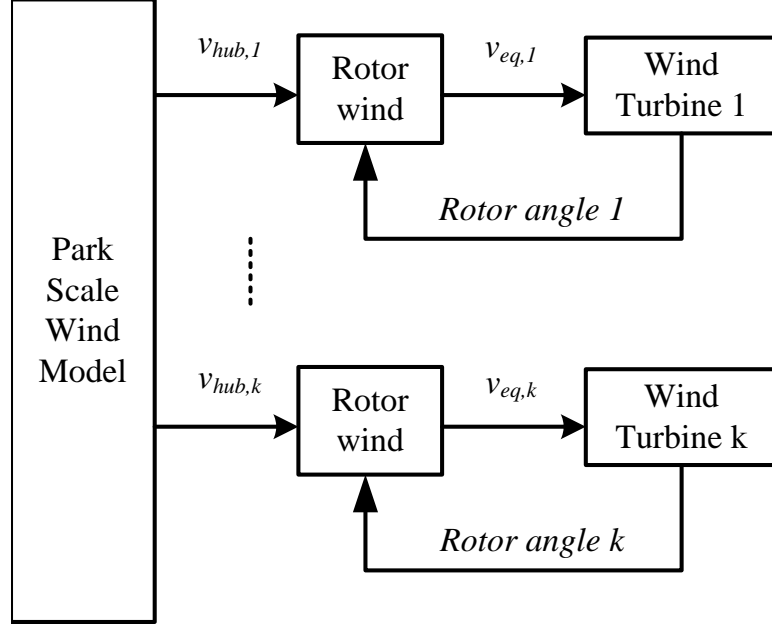 Park
Scale
Wind
Model
v_hub,1
Rotor
wind
v_eq,1
Wind
Turbine 1
Rotor angle 1
v_hub,k
Rotor
wind
v_eq,k
Wind
Turbine k
Rotor angle k